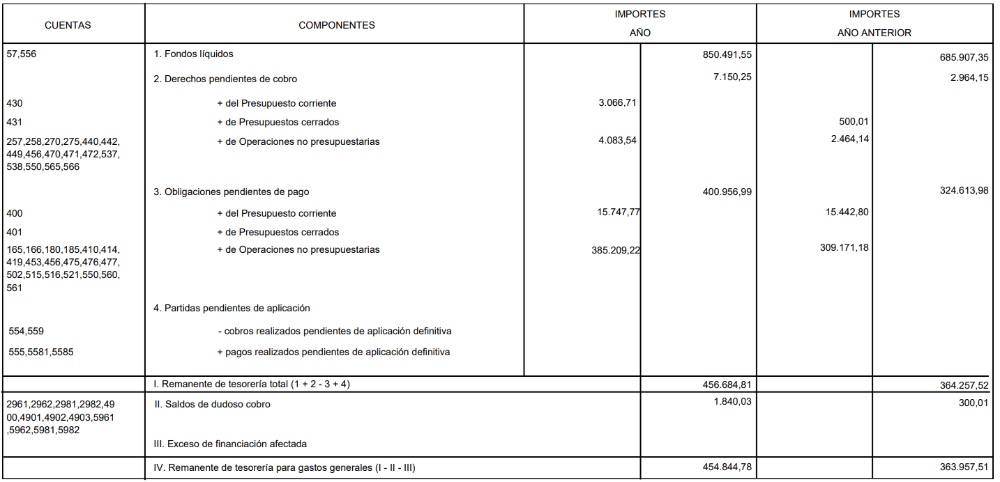 CUENTAS COMPONENTES IMPORTES AÑO IMPORTES AÑO ANTERIOR
57,556 1. Fondos líquidos 850.491,55 685.907,35
2. Derechos pendientes de cobro 7.150,25 2.964,15
430 + del Presupuesto corriente 3.066,71
431 + de Presupuestos cerrados 500,01
257,258,270,275,440,442, + de Operaciones no presupuestarias 4.083,54 2.464,14
449,456,470,471,472,537,
538,550,565,566
3. Obligaciones pendientes de pago 400.956,99 324.613,98
400 + del Presupuesto corriente 15.747,77 15.442,80
401 + de Presupuestos cerrados
165,166,180,185,410,414, + de Operaciones no presupuestarias 385.209,22 309.171,18
419,453,456,475,476,477,
502,515,516,521,550,560,
561
4. Partidas pendientes de aplicación
554,559 - cobros realizados pendientes de aplicación definitiva
555,5581,5585 + pagos realizados pendientes de aplicación definitiva
I. Remanente de tesorería total (1 + 2 - 3 + 4) 456.684,81 364.257,52
2961,2962,2981,2982,49 II. Saldos de dudoso cobro 1.840,03 300,01
00,4901,4902,4903,5961
,5962,5981,5982
III. Exceso de financiación afectada
IV. Remanente de tesorería para gastos generales (I - II - III) 454.844,78 363.957,51